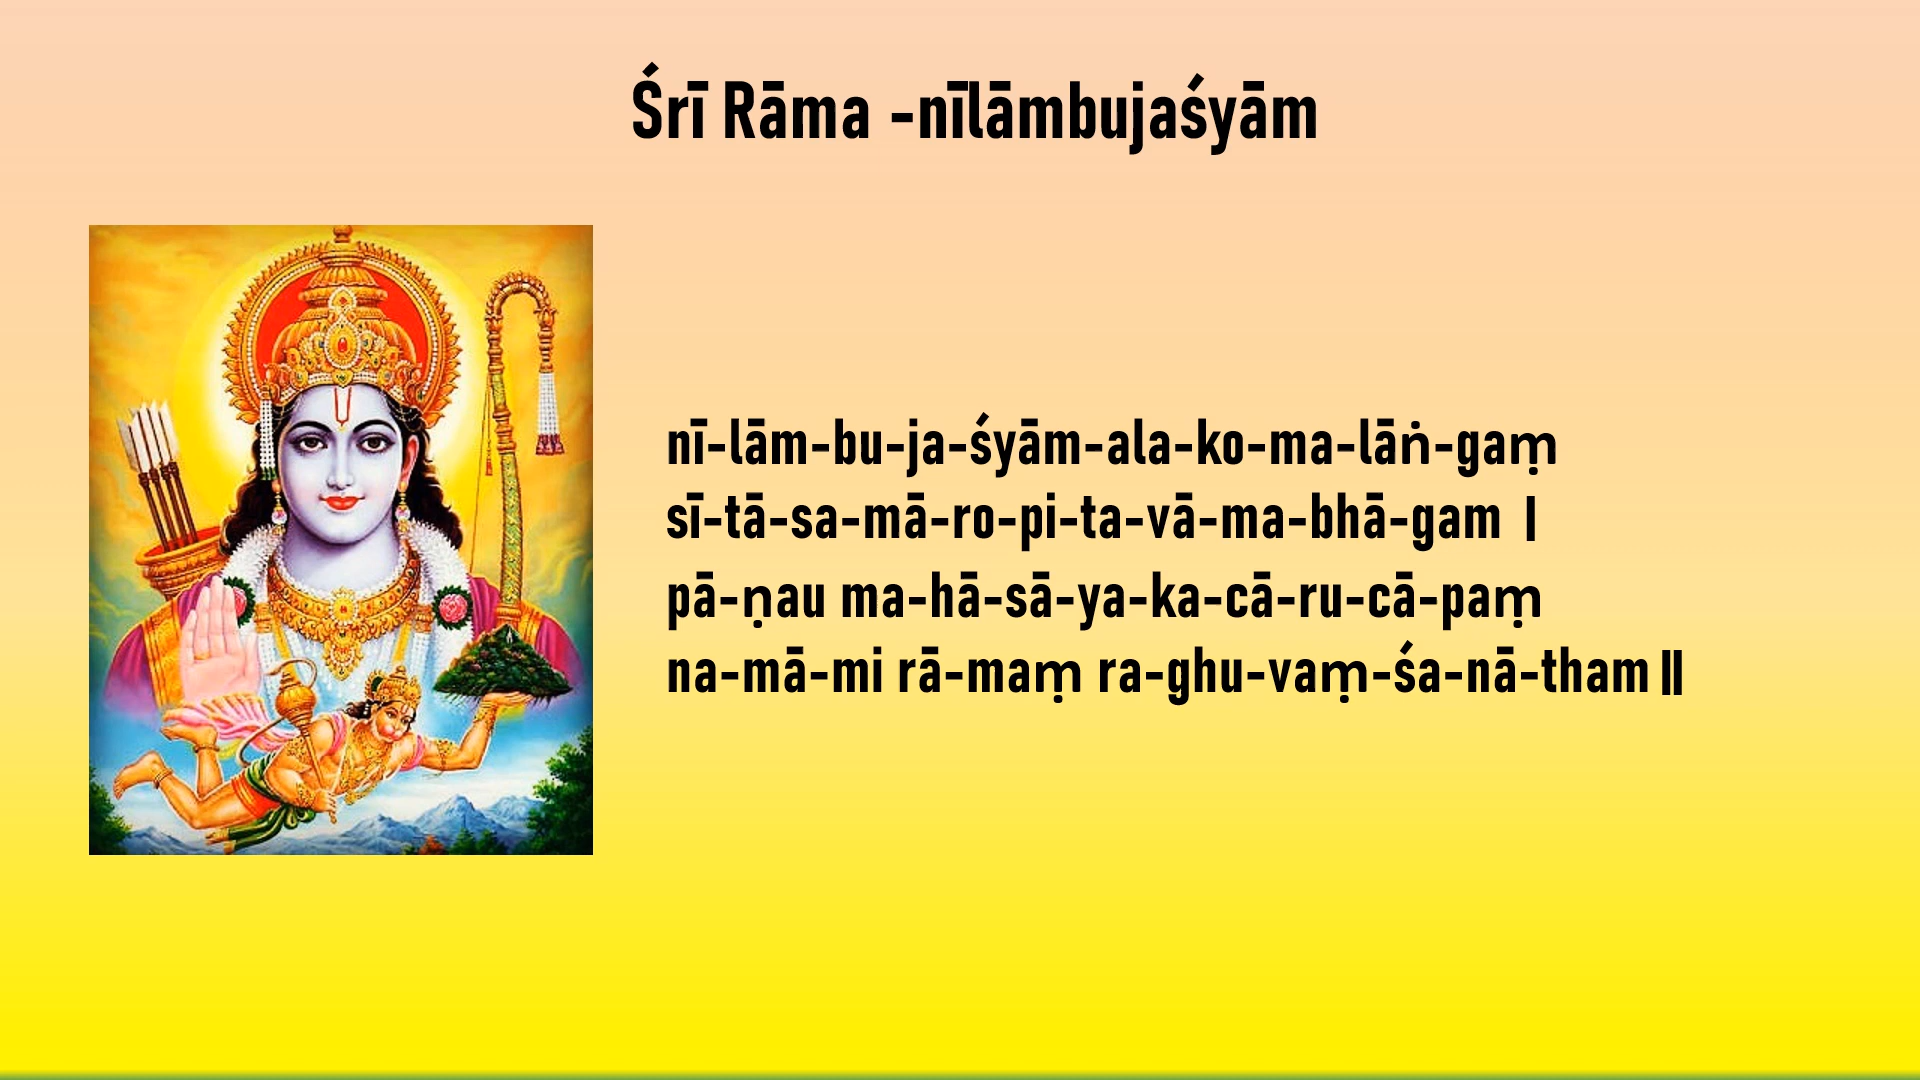 Śrī Rāma -nīlāmbujaśyām
nī-lām-bu-ja-śyām-ala-ko-ma-lāṅ-gaṃ
sī-tā-sa-mā-ro-pi-ta-vā-ma-bhā-gam ।
pā-ṇau ma-hā-sā-ya-ka-cā-ru-cā-paṃ
na-mā-mi rā-maṃ ra-ghu-vaṃ-śa-nā-tham॥